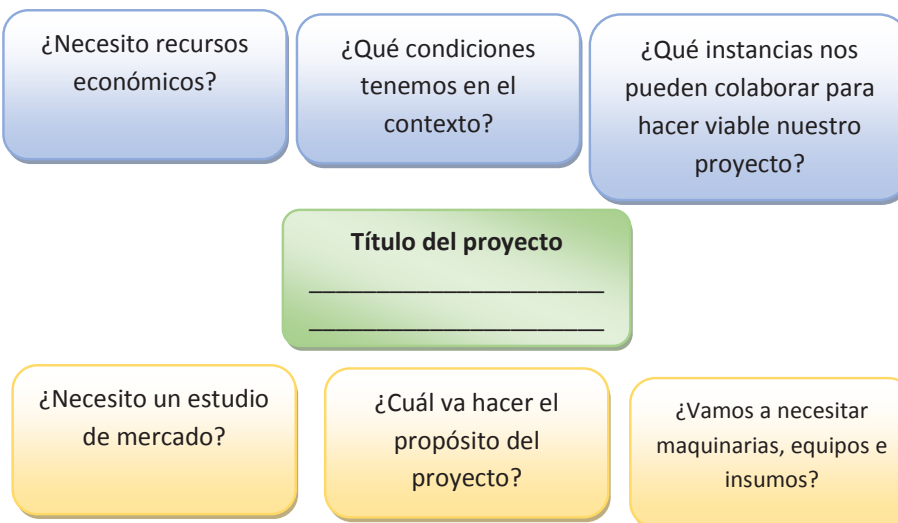 ¿Necesito recursos
económicos?
¿Qué condiciones
tenemos en el
contexto?
¿Qué instancias nos
pueden colaborar para
hacer viable nuestro
proyecto?
Título del proyecto
¿Necesito un estudio
de mercado?
¿Cuál va hacer el
propósito del
proyecto?
¿Vamos a necesitar
maquinarias, equipos e
insumos?